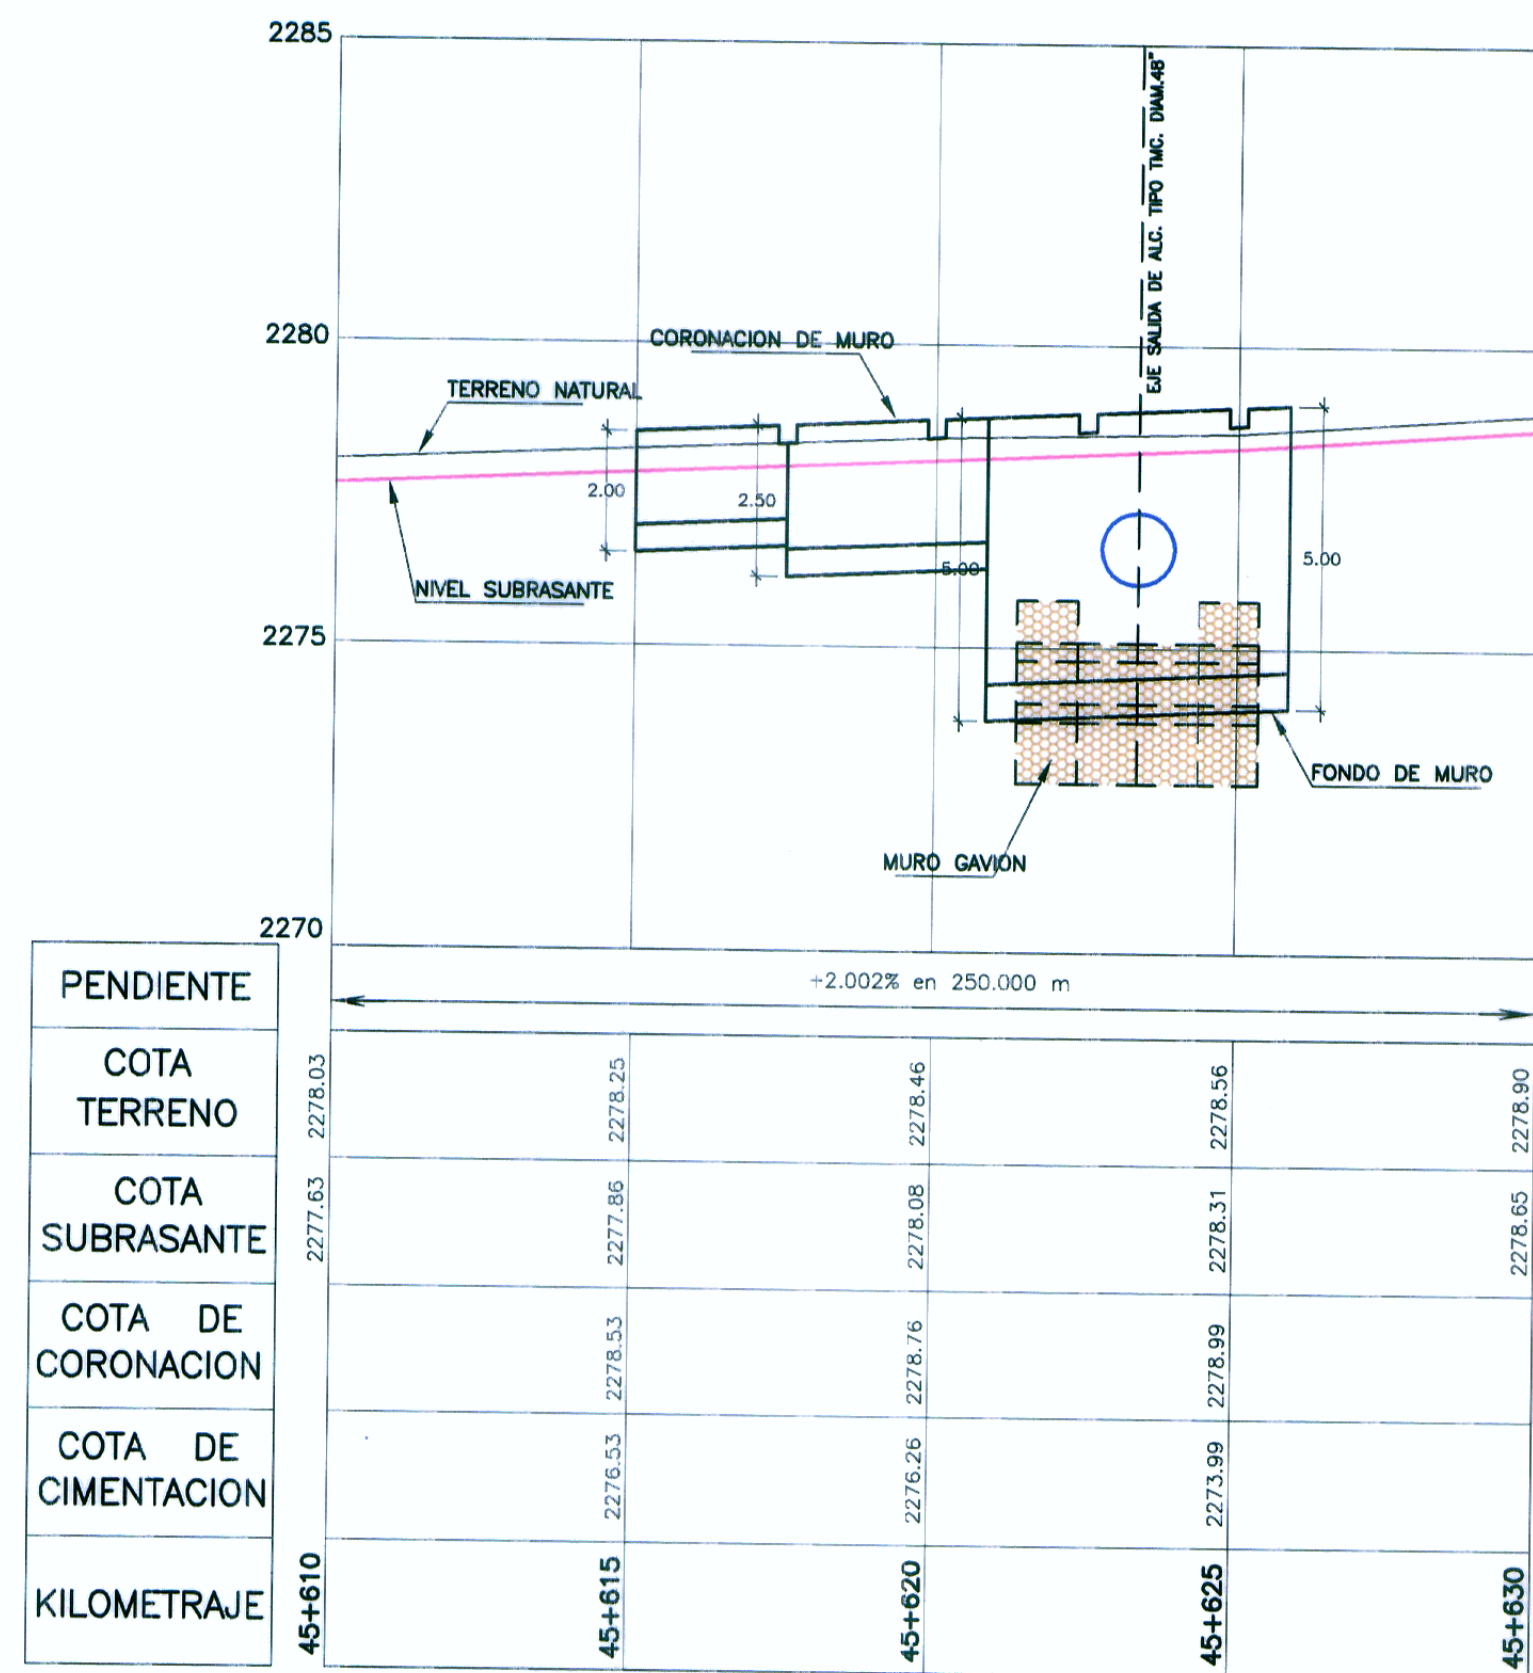 2285
EJE SALIDA DE ALC. TIPO TMC. DIAM.48"
2280
CORONACION DE MURO
TERRENO NATURAL
2.00
2.50
5.00
5.00
NIVEL SUBRASANTE
2275
FONDO DE MURO
MURO GAVION
2270
PENDIENTE
+2.002% en 250.000 m
COTA
TERRENO
2278.03
2278.25
2278.46
2278.56
2278.90
COTA
SUBRASANTE
2277.63
2277.86
2278.08
2278.31
2278.65
COTA DE
CORONACION
2278.53
2278.76
2278.99
COTA DE
CIMENTACION
2276.53
2276.26
2273.99
KILOMETRAJE
45+610
45+615
45+620
45+625
45+630